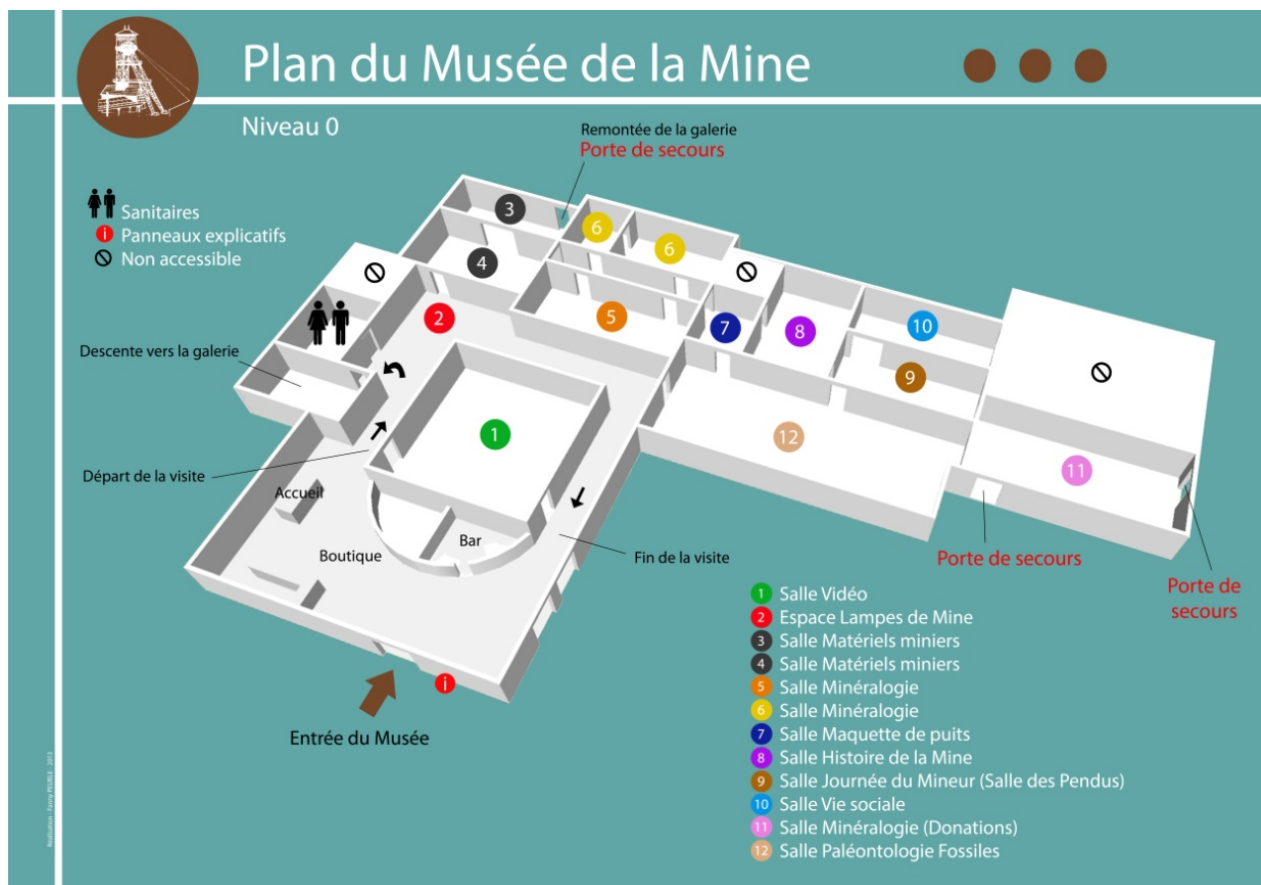 Plan du Musée de la Mine
Niveau 0
Remontée de la galerie
Porte de secours
Sanitaires
i Panneaux explicatifs
Non accessible
3
6
6
4
2
5
7
8
10
9
Descente vers la galerie
1
12
11
Départ de la visite
Accueil
Boutique
Bar
Fin de la visite
Porte de secours
Porte de
secours
i
Entrée du Musée
1 Salle Vidéo
2 Espace Lampes de Mine
3 Salle Matériels miniers
4 Salle Matériels miniers
5 Salle Minéralogie
6 Salle Minéralogie
7 Salle Maquette de puits
8 Salle Histoire de la Mine
9 Salle Journée du Mineur (Salle des Pendus)
10 Salle Vie sociale
11 Salle Minéralogie (Donations)
12 Salle Paléontologie Fossiles
Réalisation : Fanny